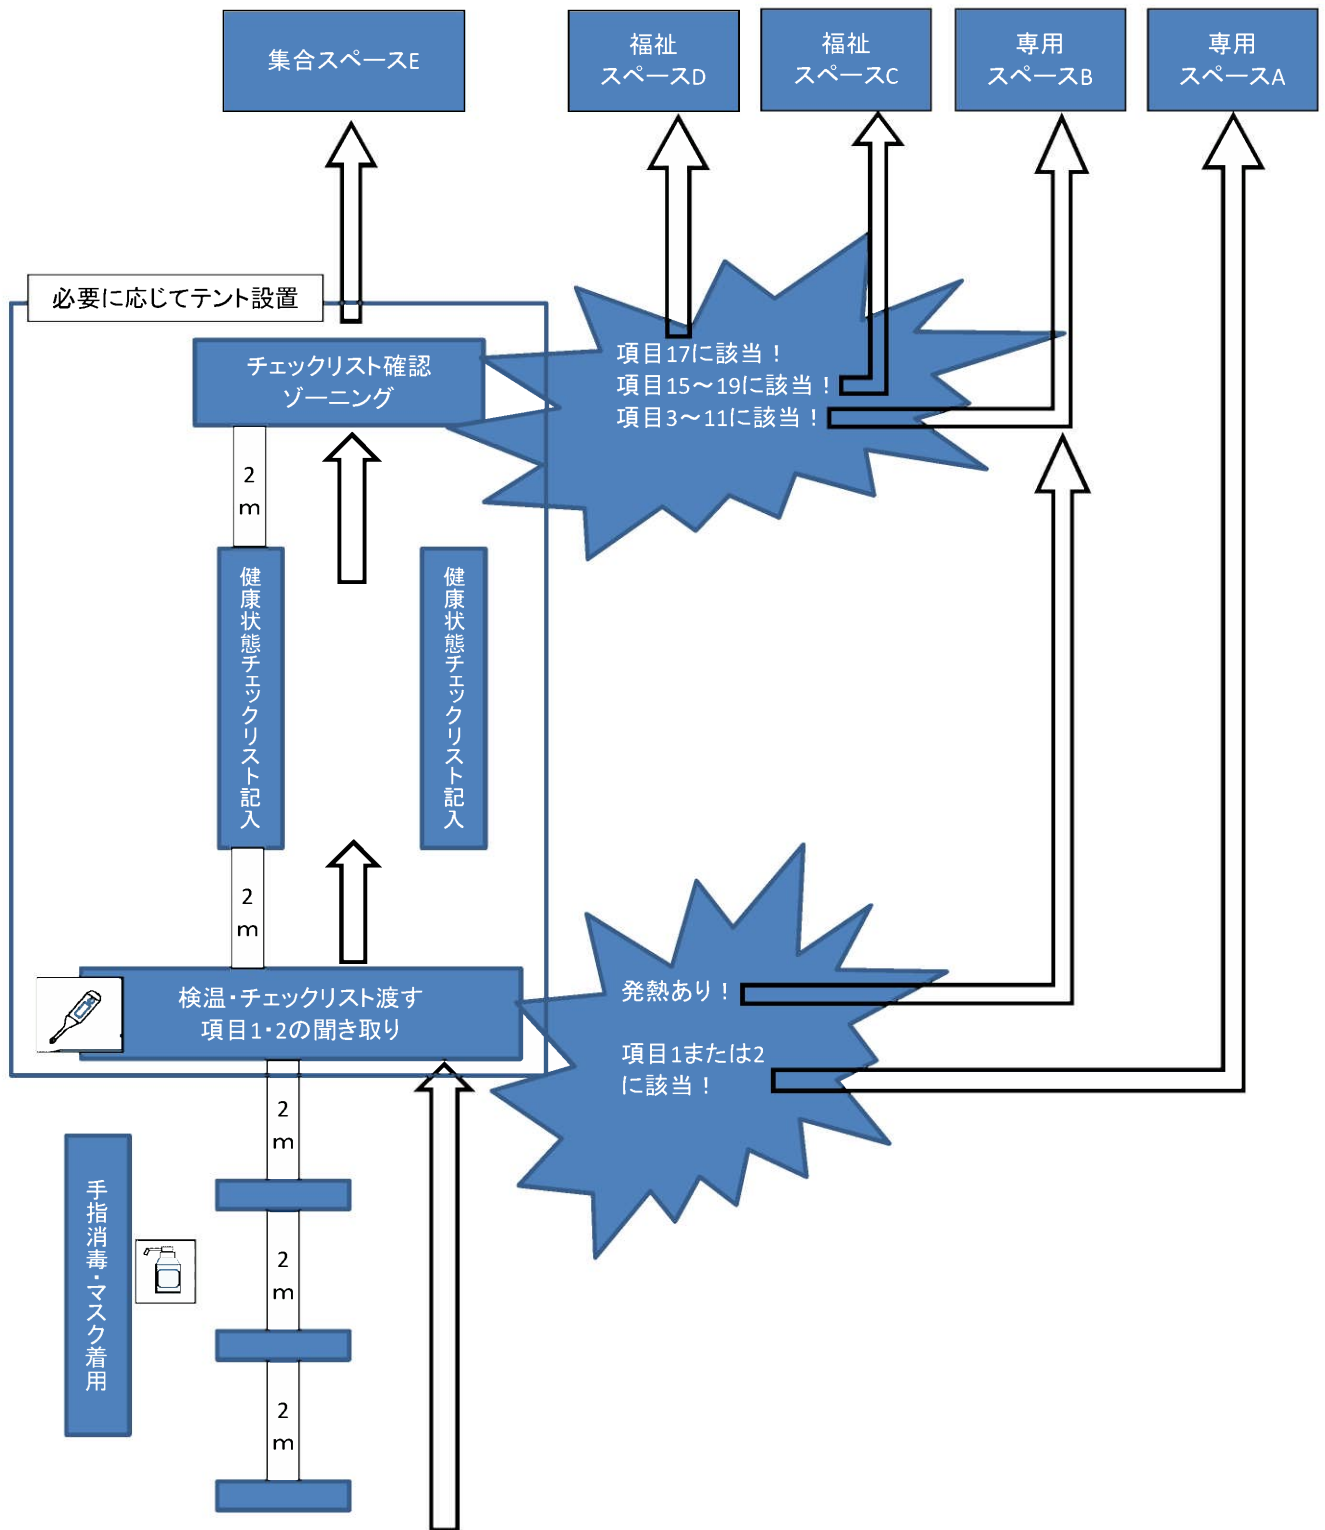 集合スペースE
福祉
スペースD
福祉
スペースC
専用
スペースB
専用
スペースA
必要に応じてテント設置
チェックリスト確認
ゾーニング
項目17に該当！
項目15～19に該当！
項目3～11に該当！
2
m
健康状態チェックリスト記入
健康状態チェックリスト記入
2
m
検温・チェックリスト渡す
項目1・2の聞き取り
発熱あり！
項目1または2
に該当！
2
m
手指消毒・マスク着用
2
m
2
m